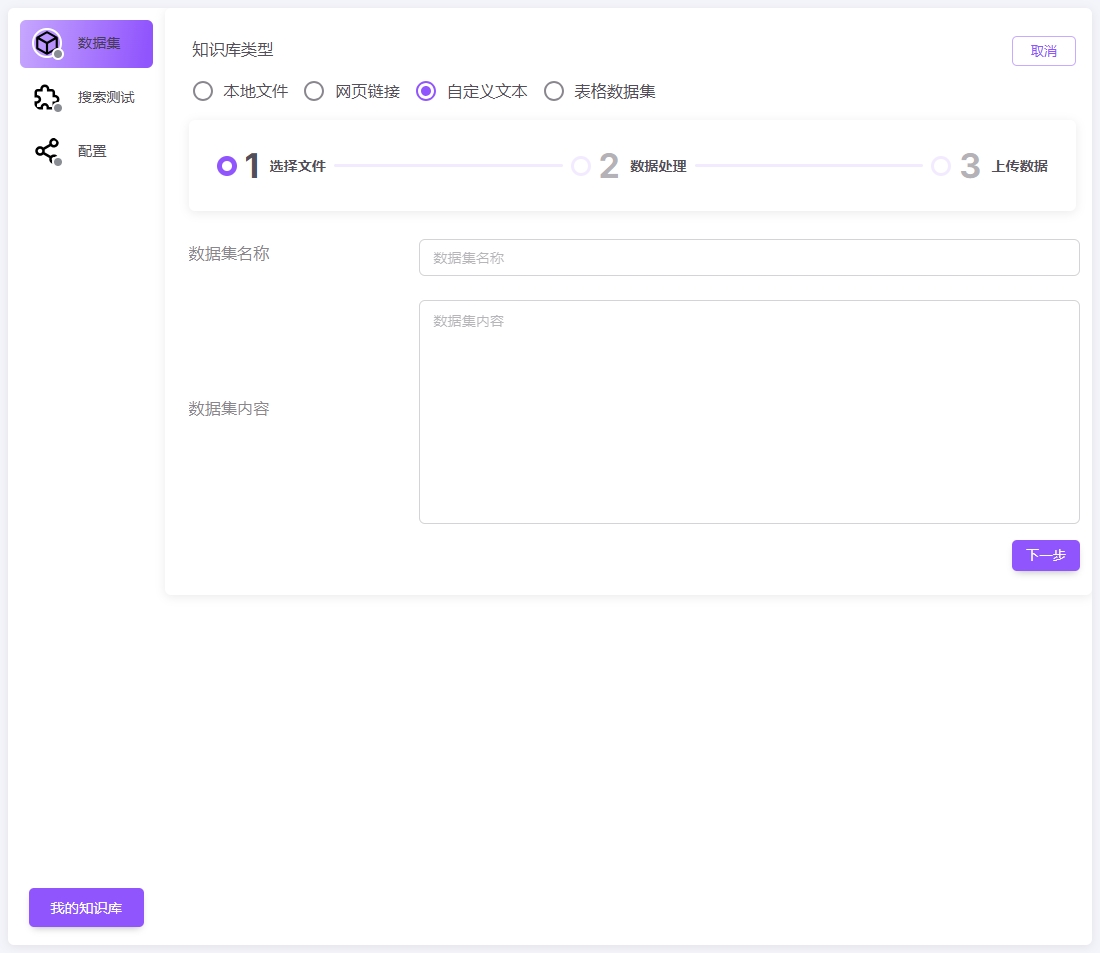 数据集
搜索测试
配置
我的知识库
知识库类型
取消
本地文件 网页链接 自定义文本 表格数据集
1 选择文件 2 数据处理 3 上传数据
数据集名称
数据集名称
数据集内容
数据集内容
下一步